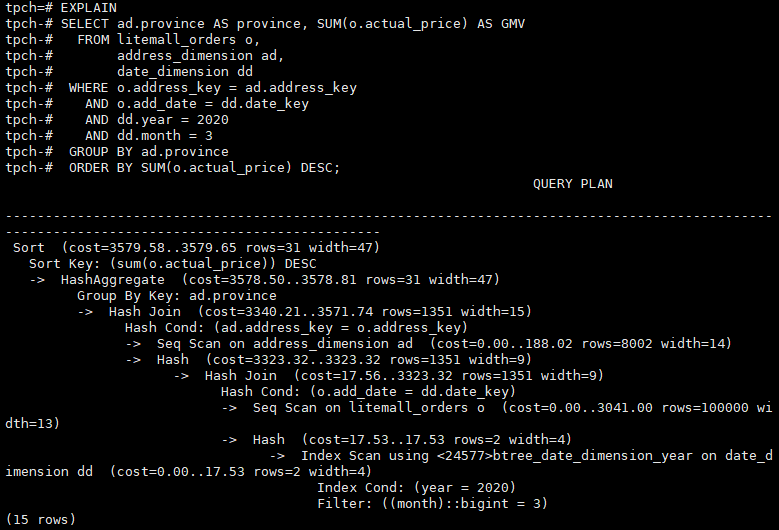 tpch=# EXPLAIN
tpch-# SELECT ad.province AS province, SUM(o.actual_price) AS GMV
tpch-#   FROM litemall_orders o,
tpch-#        address_dimension ad,
tpch-#        date_dimension dd
tpch-#  WHERE o.address_key = ad.address_key
tpch-#    AND o.add_date = dd.date_key
tpch-#    AND dd.year = 2020
tpch-#    AND dd.month = 3
tpch-#  GROUP BY ad.province
tpch-#  ORDER BY SUM(o.actual_price) DESC;
QUERY PLAN
------------------------------------------------------------------------------------------------
-----------------------------------------------
Sort  (cost=3579.58..3579.65 rows=31 width=47)
Sort Key: (sum(o.actual_price)) DESC
->  HashAggregate  (cost=3578.50..3578.81 rows=31 width=47)
Group By Key: ad.province
->  Hash Join  (cost=3340.21..3571.74 rows=1351 width=15)
Hash Cond: (ad.address_key = o.address_key)
->  Seq Scan on address_dimension ad  (cost=0.00..188.02 rows=8002 width=14)
->  Hash  (cost=3323.32..3323.32 rows=1351 width=9)
->  Hash Join  (cost=17.56..3323.32 rows=1351 width=9)
Hash Cond: (o.add_date = dd.date_key)
->  Seq Scan on litemall_orders o  (cost=0.00..3041.00 rows=100000 wi
dth=13)
->  Hash  (cost=17.53..17.53 rows=2 width=4)
->  Index Scan using <24577>btree_date_dimension_year on date_d
imension dd  (cost=0.00..17.53 rows=2 width=4)
Index Cond: (year = 2020)
Filter: ((month)::bigint = 3)
(15 rows)